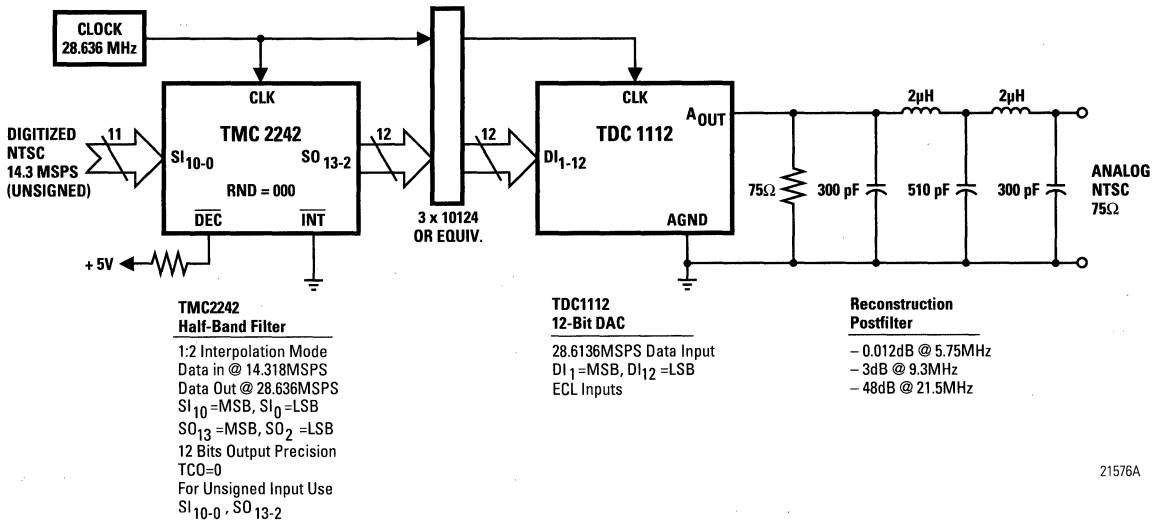 CLOCK
28.636 MHz
DIGITIZED
NTSC
14.3 MSPS
(UNSIGNED)
11
CLK
TMC 2242
SI10-0
SO 13-2
RND = 000
DEC
INT
+ 5V
12
3 x 10124
OR EQUIV.
12
CLK
TDC 1112
AOUT
DI1-12
AGND
75Ω
300 pF
2μH
510 pF
2μH
300 pF
ANALOG
NTSC
75Ω
TMC2242
Half-Band Filter
1:2 Interpolation Mode
Data in @ 14.318MSPS
Data Out @ 28.636MSPS
SI10 =MSB, SI0 =LSB
SO13 =MSB, SO2 =LSB
12 Bits Output Precision
TCO=0
For Unsigned Input Use
SI10-0 , SO13-2
TDC1112
12-Bit DAC
28.6136MSPS Data Input
DI1 =MSB, DI12 =LSB
ECL Inputs
Reconstruction
Postfilter
– 0.012dB @ 5.75MHz
– 3dB @ 9.3MHz
– 48dB @ 21.5MHz
21576A